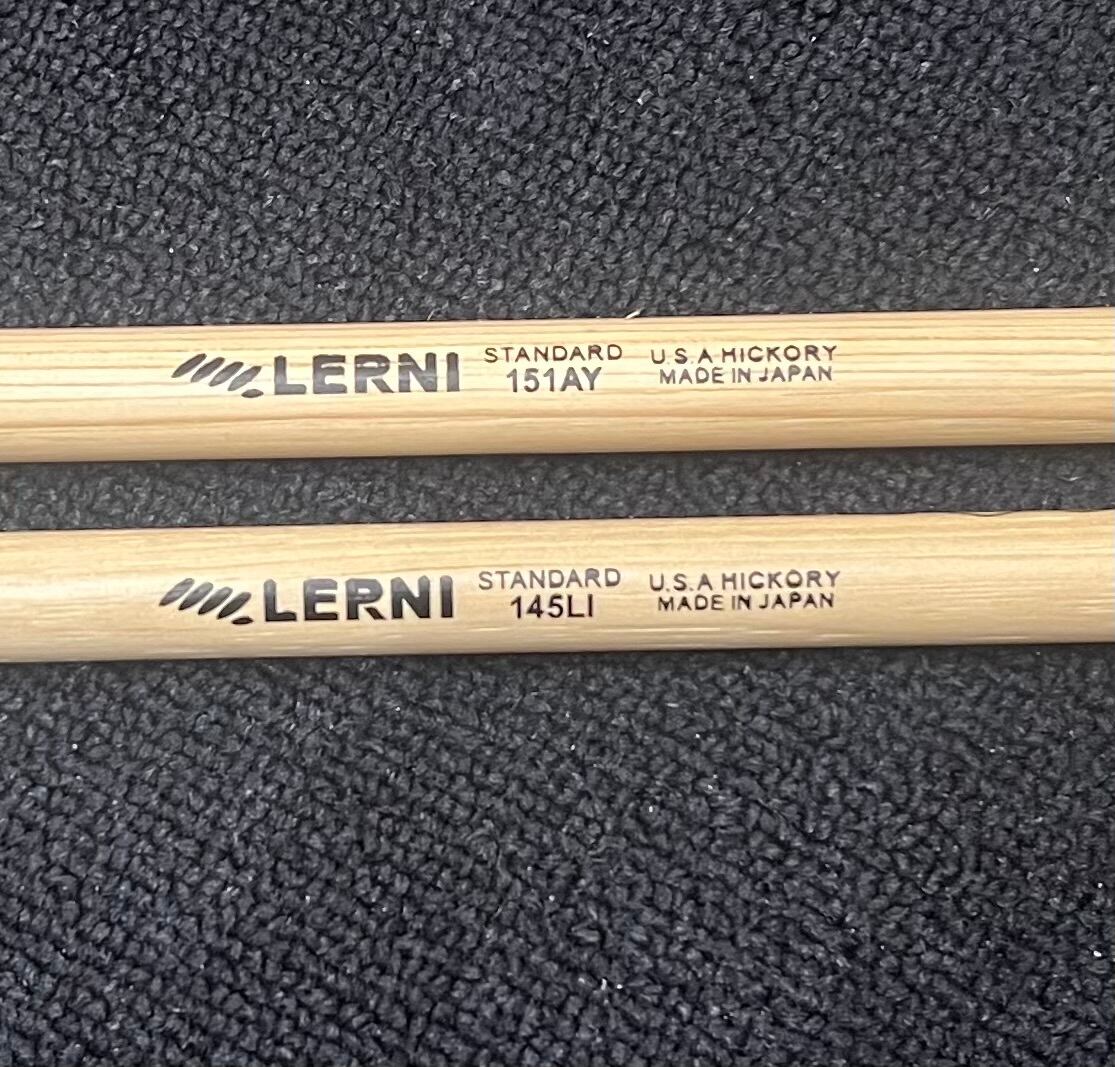 LERNI
STANDARD
151AY
U.S.A HICKORY
MADE IN JAPAN
LERNI
STANDARD
145LI
U.S.A HICKORY
MADE IN JAPAN